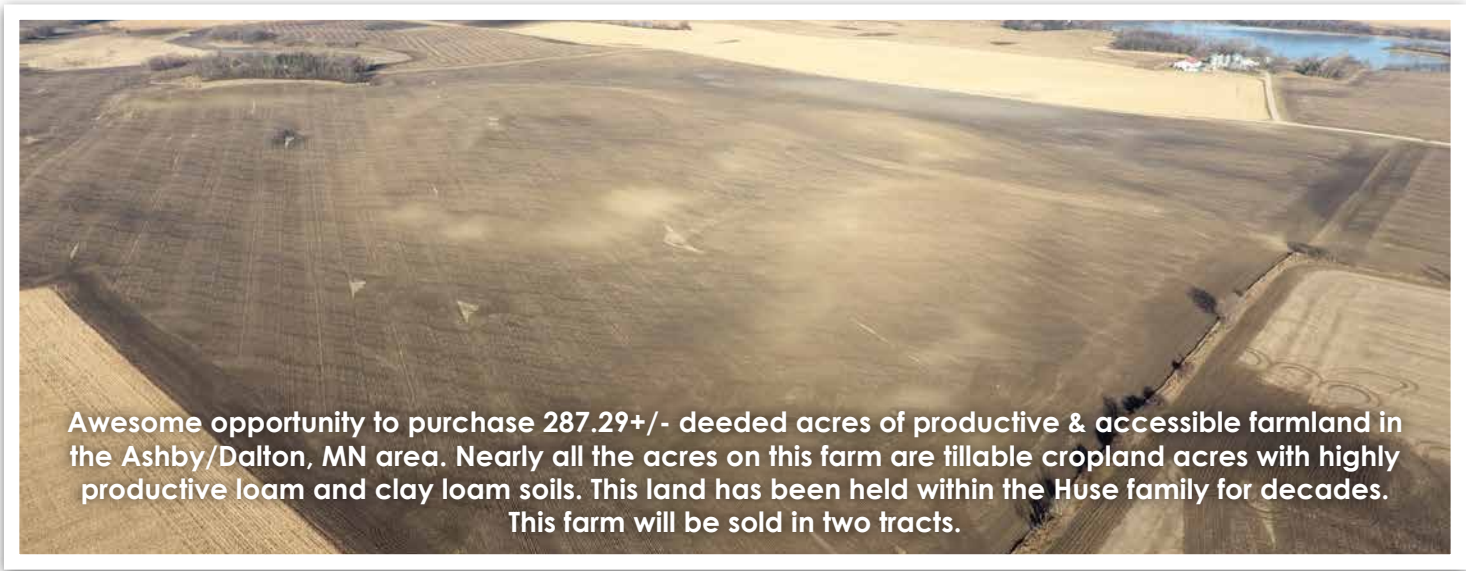 Awesome opportunity to purchase 287.29+/- deeded acres of productive & accessible farmland in
the Ashby/Dalton, MN area. Nearly all the acres on this farm are tillable cropland acres with highly
productive loam and clay loam soils. This land has been held within the Huse family for decades.
This farm will be sold in two tracts.